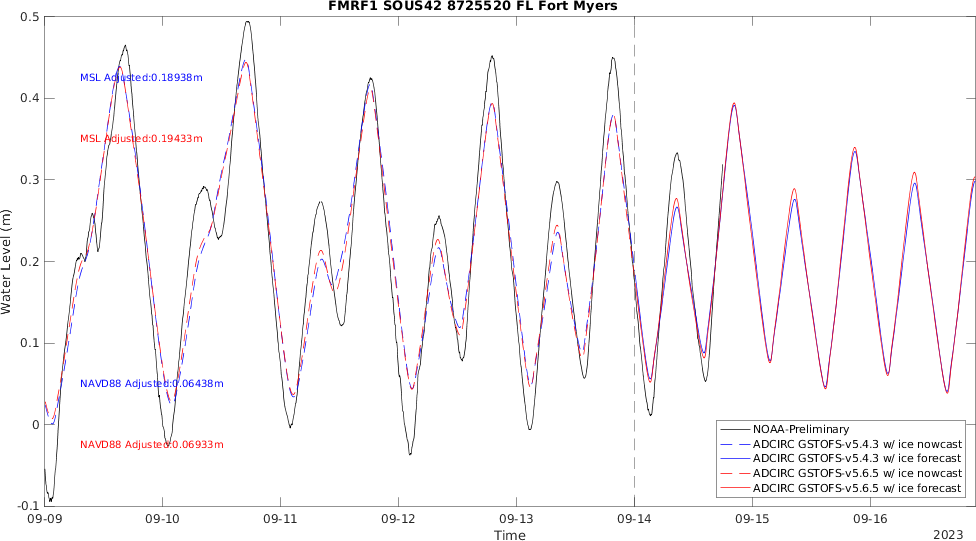 FMRF1 SOUS42 8725520 FL Fort Myers
0.5
0.4
0.3
0.2
0.1
0
-0.1
Water Level (m)
MSL Adjusted:0.18938m
MSL Adjusted:0.19433m
NAVD88 Adjusted:0.06438m
NAVD88 Adjusted:0.06933m
NOAA-Preliminary
ADCIRC GSTOFS-v5.4.3 w/ ice nowcast
ADCIRC GSTOFS-v5.4.3 w/ ice forecast
ADCIRC GSTOFS-v5.6.5 w/ ice nowcast
ADCIRC GSTOFS-v5.6.5 w/ ice forecast
09-09 09-10 09-11 09-12 09-13 09-14 09-15 09-16
Time
2023